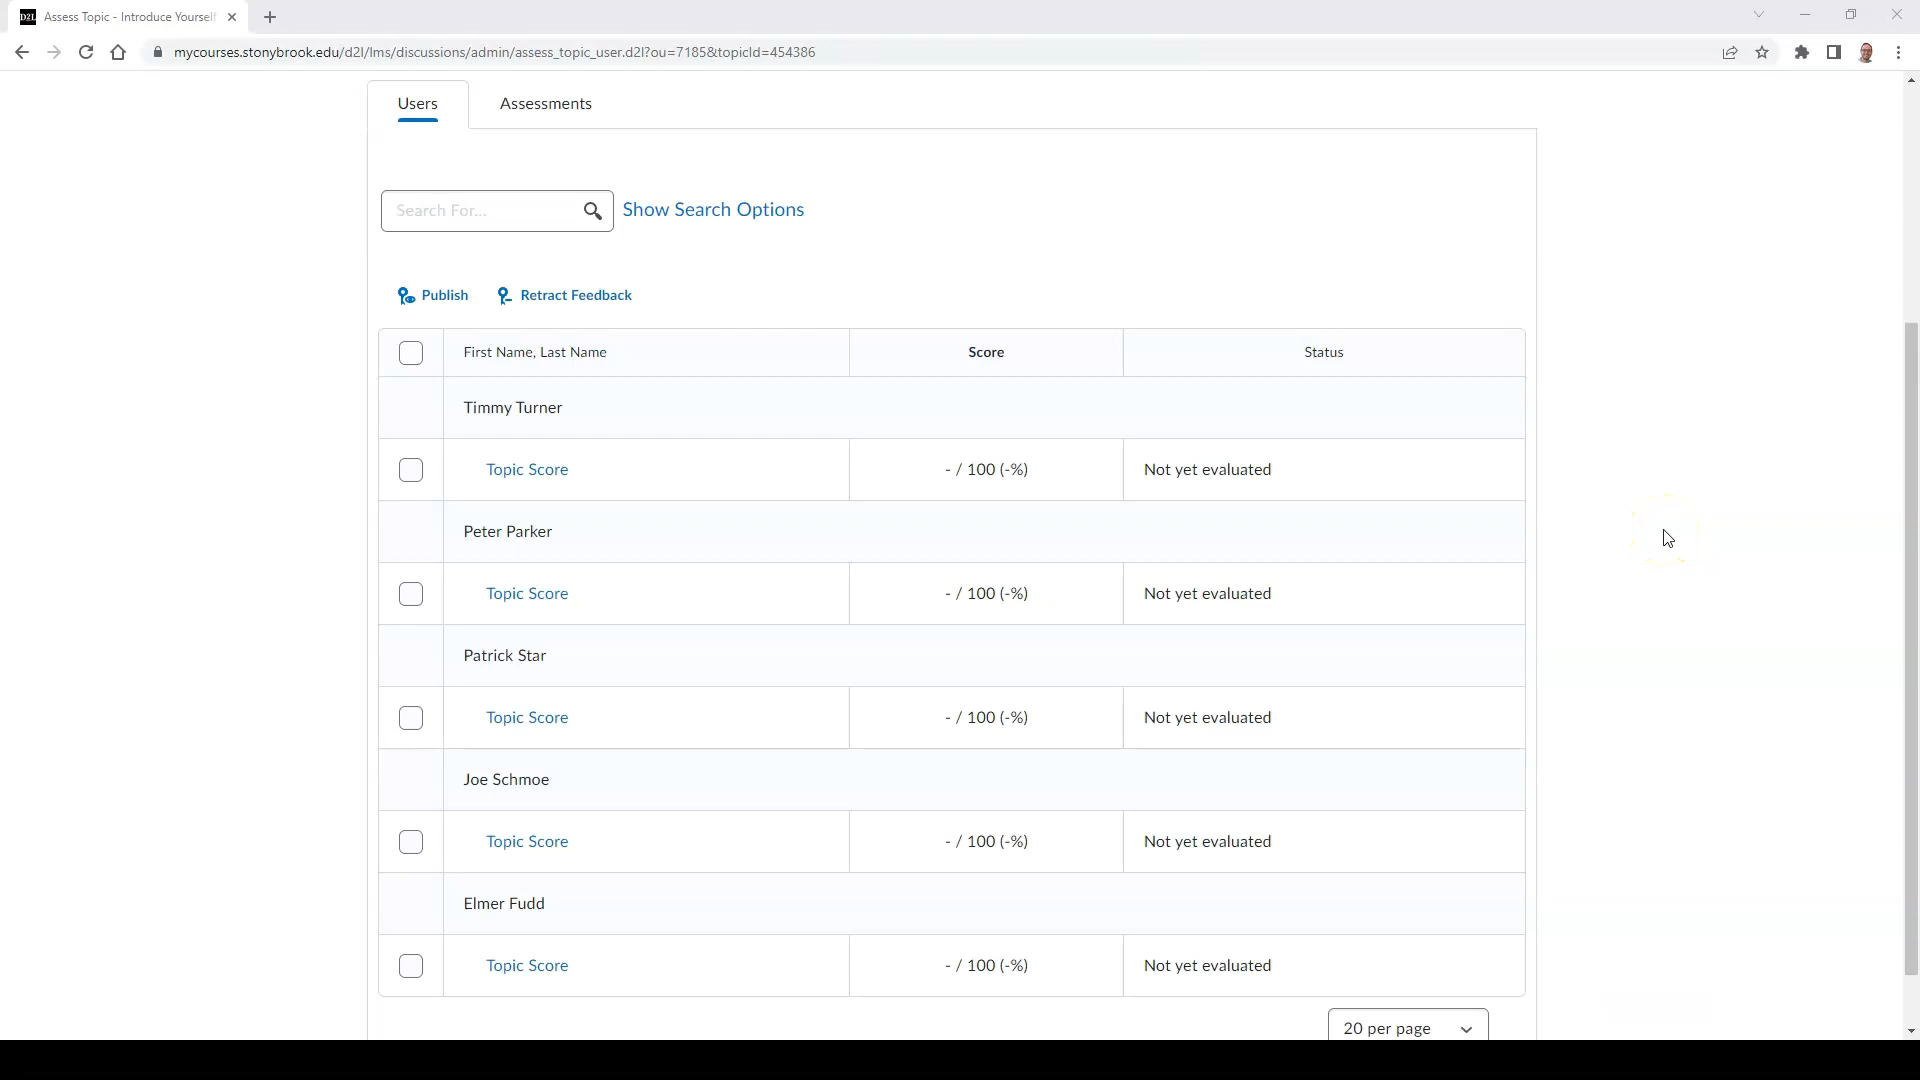 D2L Assess Topic - Introduce Yourself
mycourses.stonybrook.edu/d2l/lms/discussions/admin/assess_topic_user.d2l?ou=7185&topicId=454386
Users Assessments
Search For... Show Search Options
Publish Retract Feedback
First Name, Last Name Score Status
Timmy Turner
Topic Score - / 100 (-%) Not yet evaluated
Peter Parker
Topic Score - / 100 (-%) Not yet evaluated
Patrick Star
Topic Score - / 100 (-%) Not yet evaluated
Joe Schmoe
Topic Score - / 100 (-%) Not yet evaluated
Elmer Fudd
Topic Score - / 100 (-%) Not yet evaluated
20 per page